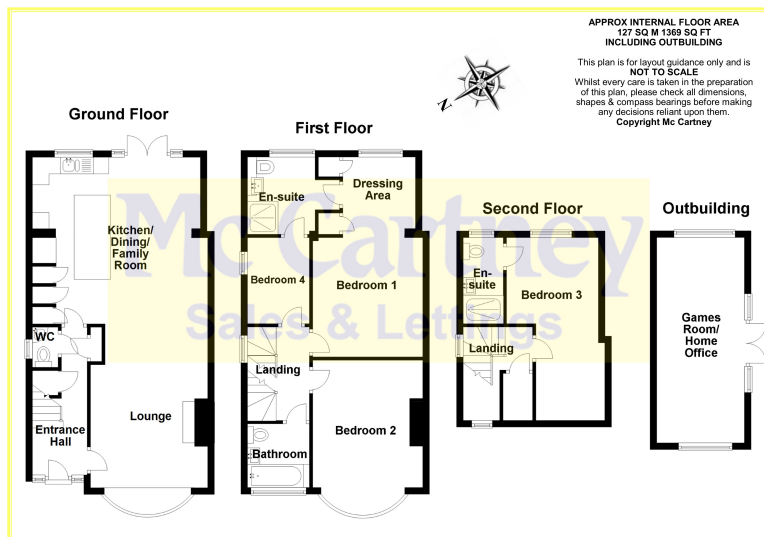 APPROX INTERNAL FLOOR AREA
127 SQ M 1369 SQ FT
INCLUDING OUTBUILDING
This plan is for layout guidance only and is
NOT TO SCALE
Whilst every care is taken in the preparation
of this plan, please check all dimensions,
shapes & compass bearings before making
any decisions reliant upon them.
Copyright Mc Cartney
N
Ground Floor
Kitchen/
Dining/
Family
Room
WC
Lounge
Entrance
Hall
First Floor
En-suite
Dressing
Area
Bedroom 4
Bedroom 1
Landing
Bedroom 2
Bathroom
Second Floor
En-
suite
Bedroom 3
Landing
Outbuilding
Games
Room/
Home
Office
McCartney
Sales & Lettings